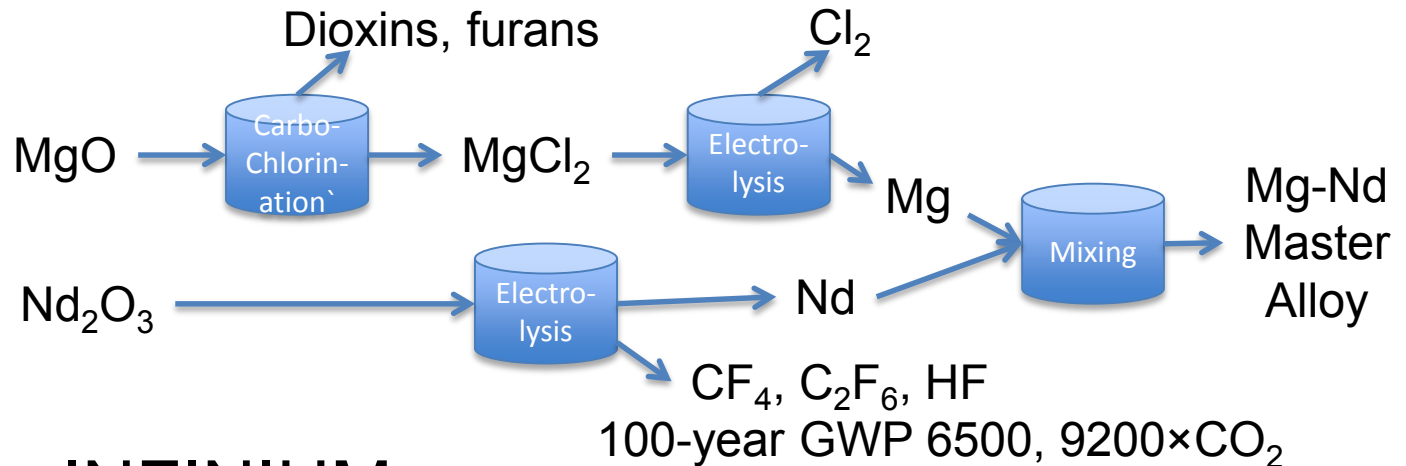 Dioxins, furans
Cl₂
MgO
Carbo-
Chlorin-
ation`
MgCl₂
Electro-
lysis
Mg
Mixing
Mg-Nd
Master
Alloy
Nd₂O₃
Electro-
lysis
Nd
CF₄, C₂F₆, HF
100-year GWP 6500, 9200×CO₂